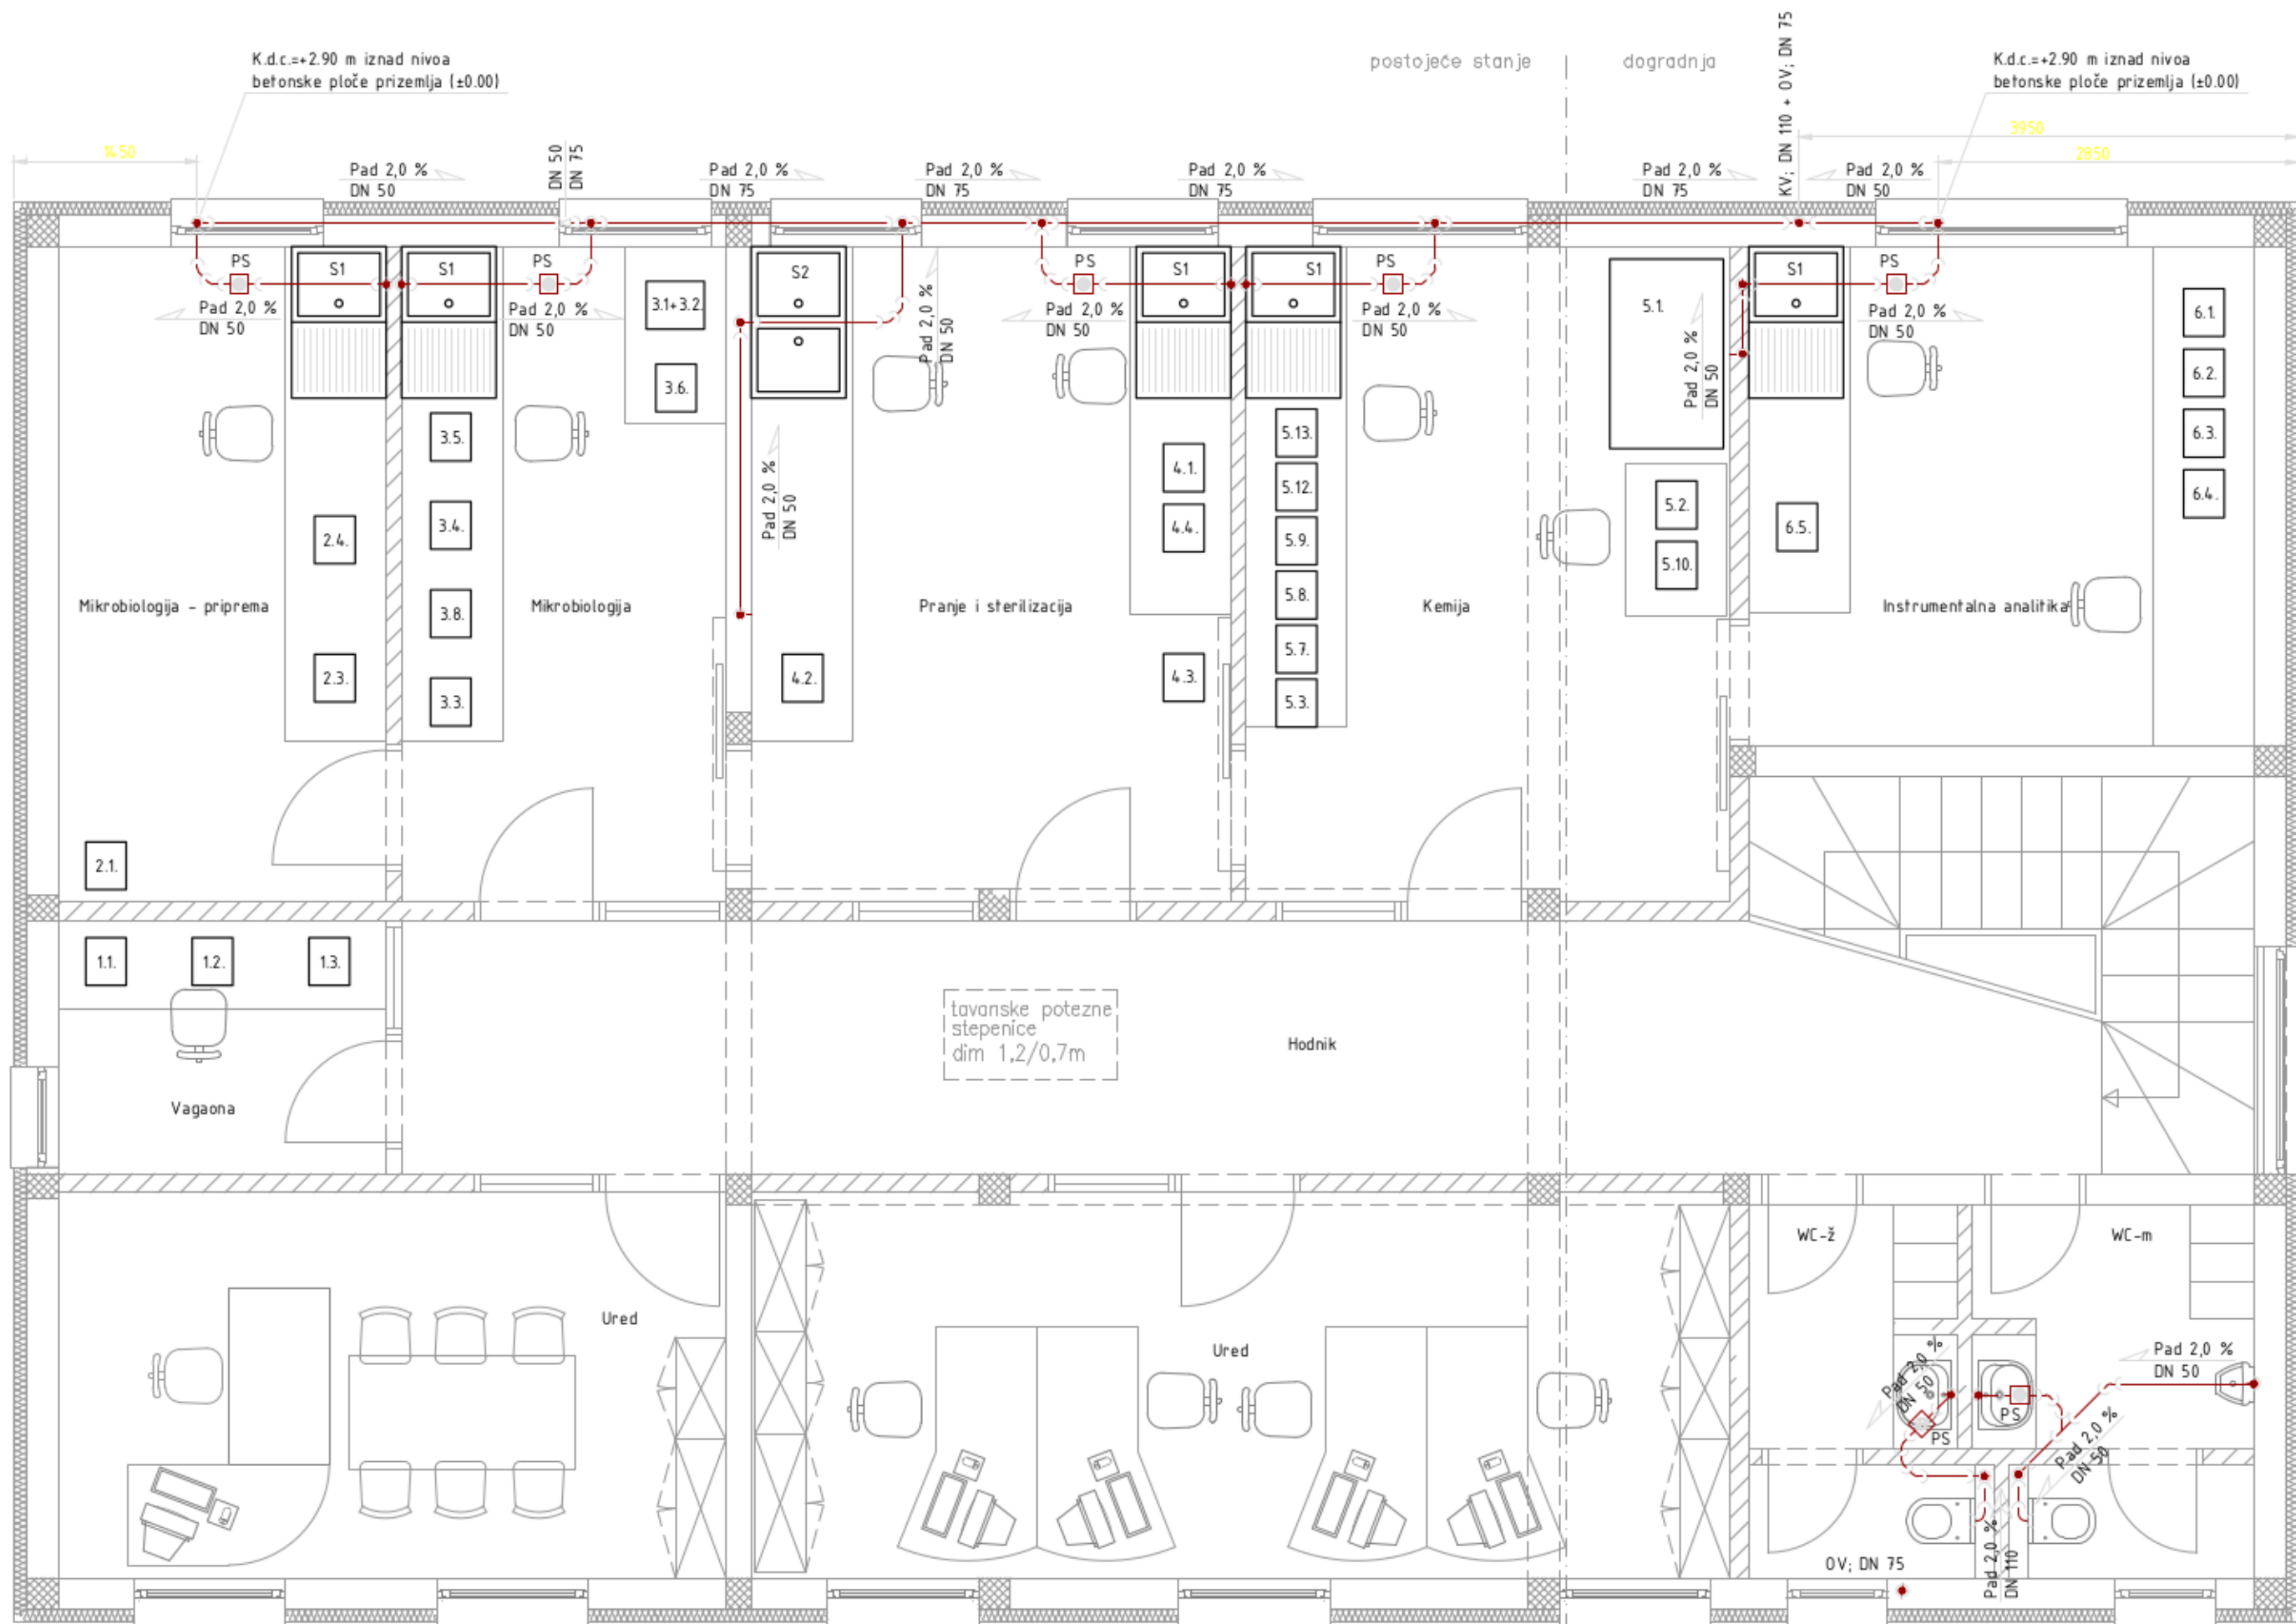 K.d.c.=+2.90 m iznad nivoa
betonske ploče prizemlja (±0.00)
postojeće stanje
dogradnja
KV; DN 110 + OV; DN 75
K.d.c.=+2.90 m iznad nivoa
betonske ploče prizemlja (±0.00)
1450
3950
2850
Pad 2,0 %
DN 50
DN 50
DN 75
Pad 2,0 %
DN 75
Pad 2,0 %
DN 75
Pad 2,0 %
DN 75
Pad 2,0 %
DN 75
Pad 2,0 %
DN 50
PS
S1
S1
PS
S2
PS
S1
S1
PS
S1
PS
Pad 2,0 %
DN 50
Pad 2,0 %
DN 50
3.1+3.2.
Pad 2,0 %
DN 50
Pad 2,0 %
DN 50
Pad 2,0 %
DN 50
5.1.
Pad 2,0 %
DN 50
Pad 2,0 %
DN 50
6.1.
6.2.
6.3.
6.4.
3.6.
3.5.
3.4.
3.8.
3.3.
2.4.
2.3.
Pad 2,0 %
DN 50
4.1.
4.4.
4.2.
4.3.
5.13.
5.12.
5.9.
5.8.
5.7.
5.3.
5.2.
5.10.
6.5.
Mikrobiologija - priprema
Mikrobiologija
Pranje i sterilizacija
Kemija
Instrumentalna analitika
2.1.
1.1.
1.2.
1.3.
tavanske potezne
stepenice
dim 1,2/0,7m
Hodnik
Vagaona
WC-ž
WC-m
Ured
Ured
Pad 2,0 %
DN 50
PS
PS
Pad 2,0 %
DN 50
Pad 2,0 %
DN 50
OV; DN 75
Pad 2,0 %
DN 110